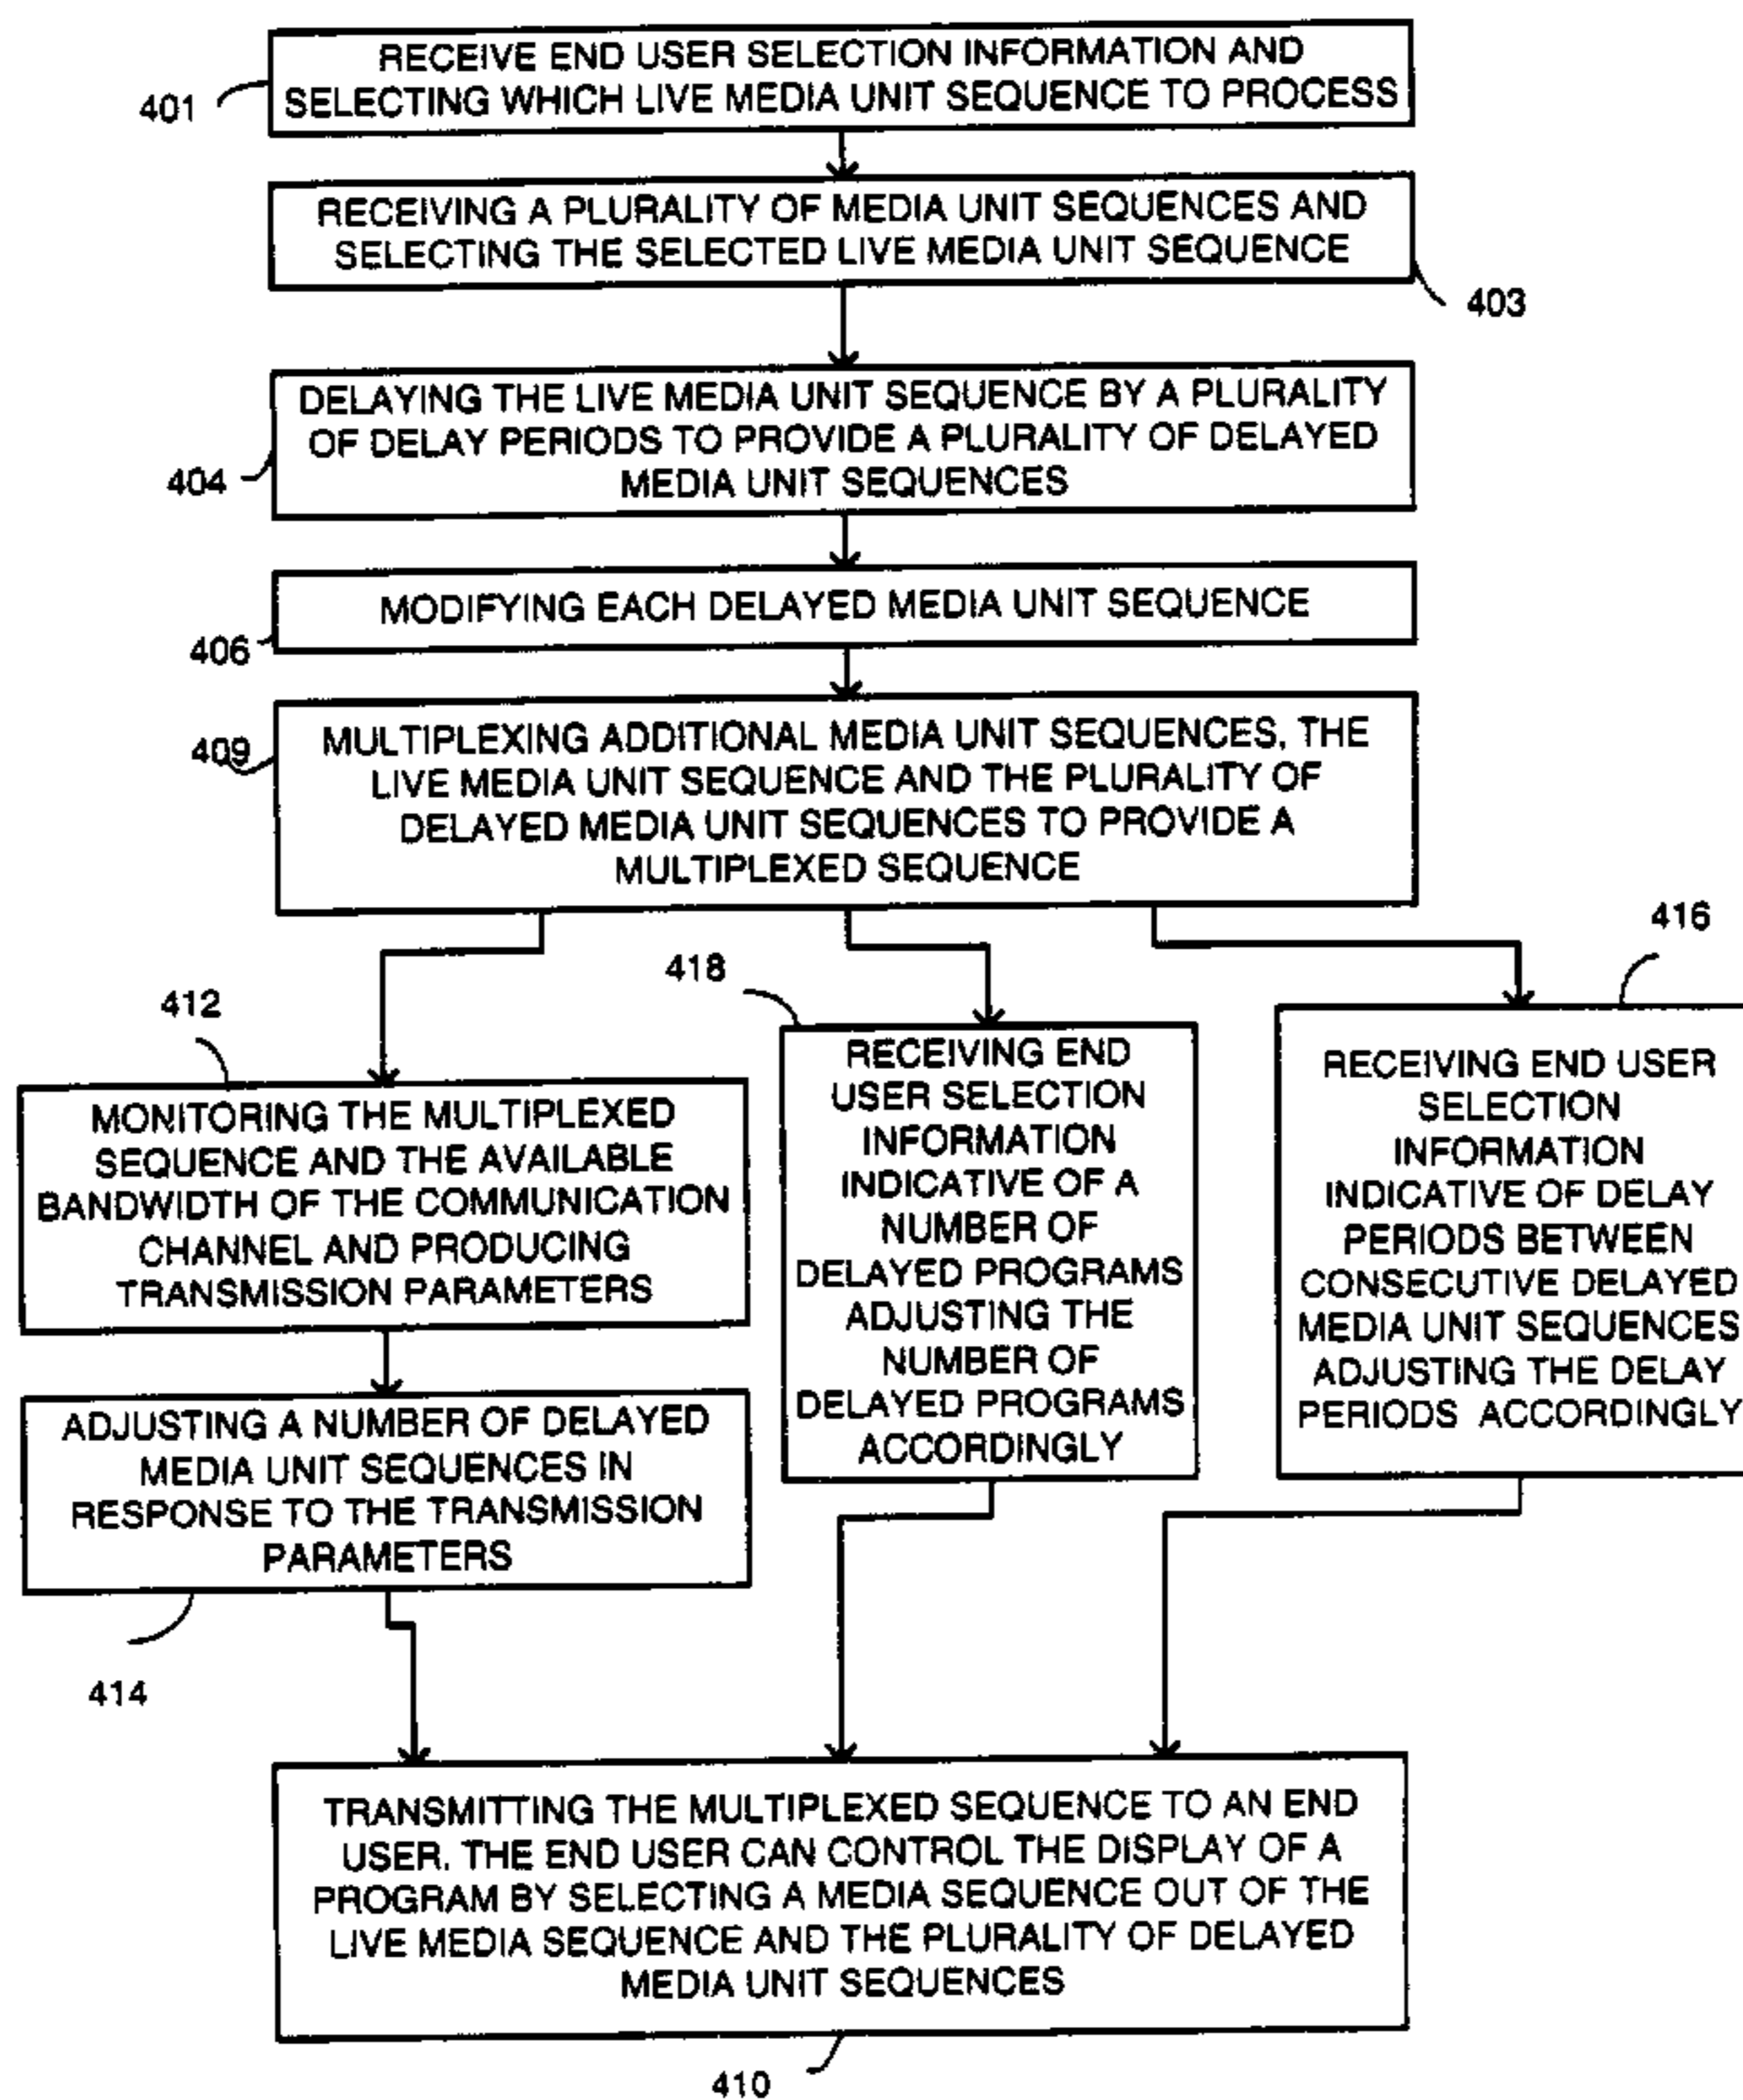 RECEIVE END USER SELECTION INFORMATION AND
SELECTING WHICH LIVE MEDIA UNIT SEQUENCE TO PROCESS
401
RECEIVING A PLURALITY OF MEDIA UNIT SEQUENCES AND
SELECTING THE SELECTED LIVE MEDIA UNIT SEQUENCE
403
DELAYING THE LIVE MEDIA UNIT SEQUENCE BY A PLURALITY
OF DELAY PERIODS TO PROVIDE A PLURALITY OF DELAYED
MEDIA UNIT SEQUENCES
404
MODIFYING EACH DELAYED MEDIA UNIT SEQUENCE
406
409
MULTIPLEXING ADDITIONAL MEDIA UNIT SEQUENCES, THE
LIVE MEDIA UNIT SEQUENCE AND THE PLURALITY OF
DELAYED MEDIA UNIT SEQUENCES TO PROVIDE A
MULTIPLEXED SEQUENCE
412
MONITORING THE MULTIPLEXED
SEQUENCE AND THE AVAILABLE
BANDWIDTH OF THE COMMUNICATION
CHANNEL AND PRODUCING
TRANSMISSION PARAMETERS
ADJUSTING A NUMBER OF DELAYED
MEDIA UNIT SEQUENCES IN
RESPONSE TO THE TRANSMISSION
PARAMETERS
414
418
RECEIVING END
USER SELECTION
INFORMATION
INDICATIVE OF A
NUMBER OF
DELAYED PROGRAMS
ADJUSTING THE
NUMBER OF
DELAYED PROGRAMS
ACCORDINGLY
416
RECEIVING END USER
SELECTION
INFORMATION
INDICATIVE OF DELAY
PERIODS BETWEEN
CONSECUTIVE DELAYED
MEDIA UNIT SEQUENCES
ADJUSTING THE DELAY
PERIODS ACCORDINGLY
TRANSMITTING THE MULTIPLEXED SEQUENCE TO AN END
USER. THE END USER CAN CONTROL THE DISPLAY OF A
PROGRAM BY SELECTING A MEDIA SEQUENCE OUT OF THE
LIVE MEDIA SEQUENCE AND THE PLURALITY OF DELAYED
MEDIA UNIT SEQUENCES
410